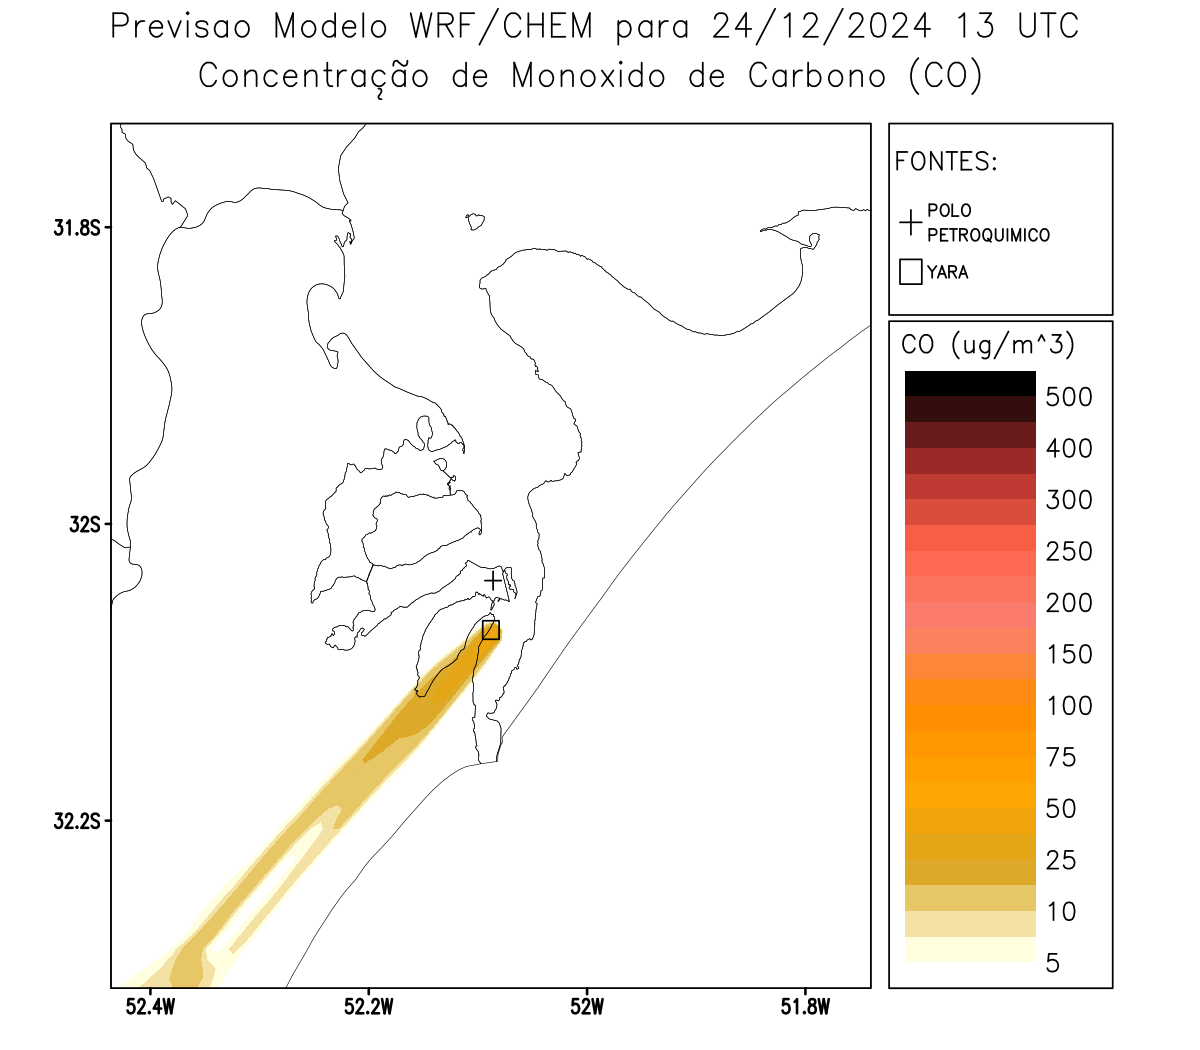 Previsao Modelo WRF/CHEM para 24/12/2024 13 UTC
Concentração de Monoxido de Carbono (CO)
FONTES:
POLO
PETROQUIMICO
YARA
CO (ug/m^3)
500
400
300
250
200
150
100
75
50
25
10
5
31.8S
32S
32.2S
52.4W
52.2W
52W
51.8W